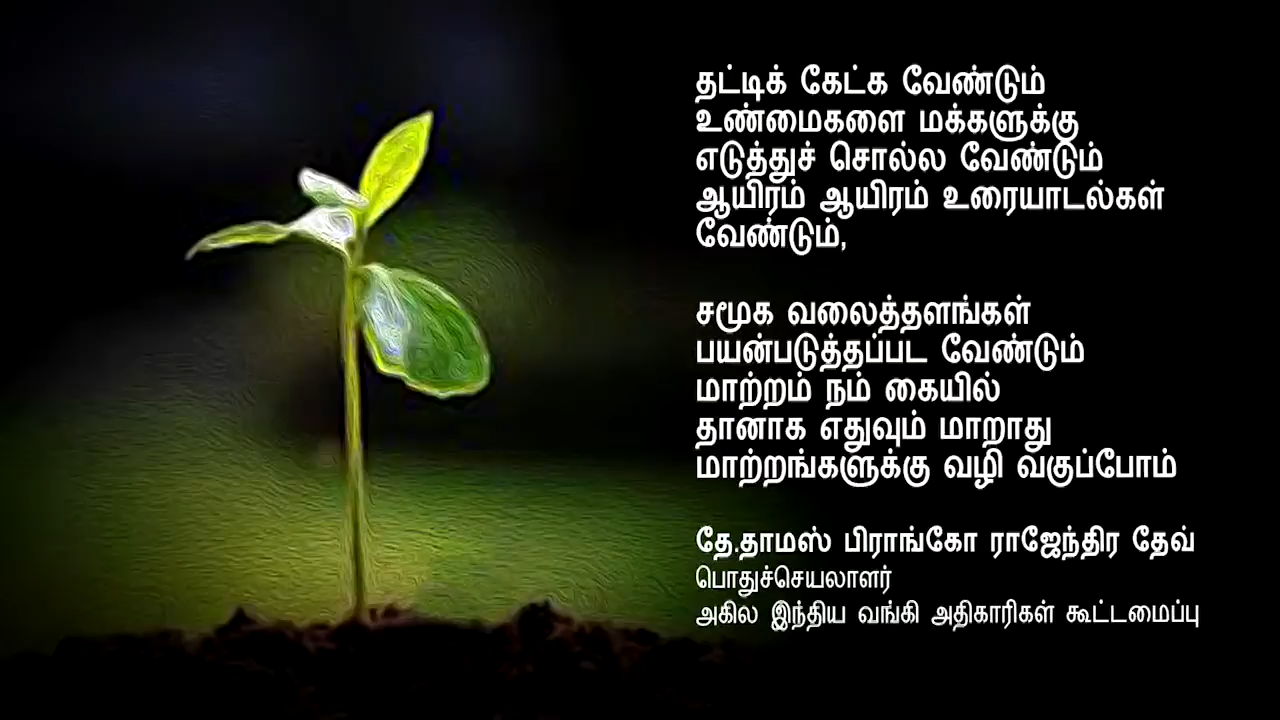 தட்டிக் கேட்க வேண்டும்
உண்மைகளை மக்களுக்கு
எடுத்துச் சொல்ல வேண்டும்
ஆயிரம் ஆயிரம் உரையாடல்கள்
வேண்டும்,
சமூக வலைத்தளங்கள்
பயன்படுத்தப்பட வேண்டும்
மாற்றம் நம் கையில்
தானாக எதுவும் மாறாது
மாற்றங்களுக்கு வழி வகுப்போம்
தே.தாமஸ் பிராங்கோ ராஜேந்திர தேவ்
பொதுச்செயலாளர்
அகில இந்திய வங்கி அதிகாரிகள் கூட்டமைப்பு